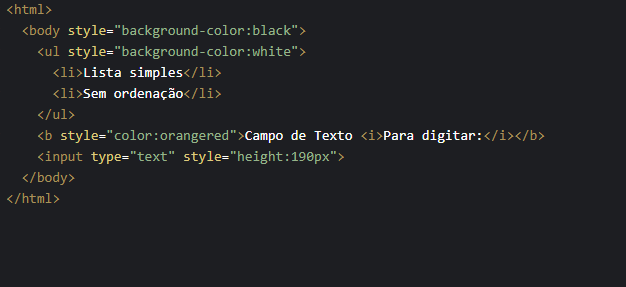 <html>
<body style="background-color:black">
<ul style="background-color:white">
<li>Lista simples</li>
<li>Sem ordenação</li>
</ul>
<b style="color:orangered">Campo de Texto <i>Para digitar:</i></b>
<input type="text" style="height:190px">
</body>
</html>